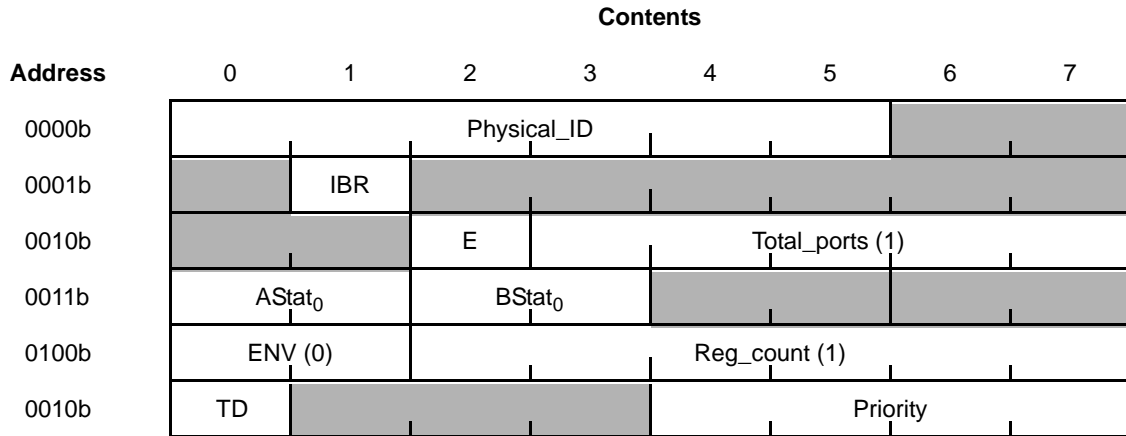 Contents
Address 0 1 2 3 4 5 6 7
0000b Physical_ID
0001b IBR
0010b E Total_ports (1)
0011b AStat0 BStat0
0100b ENV (0) Reg_count (1)
0010b TD Priority